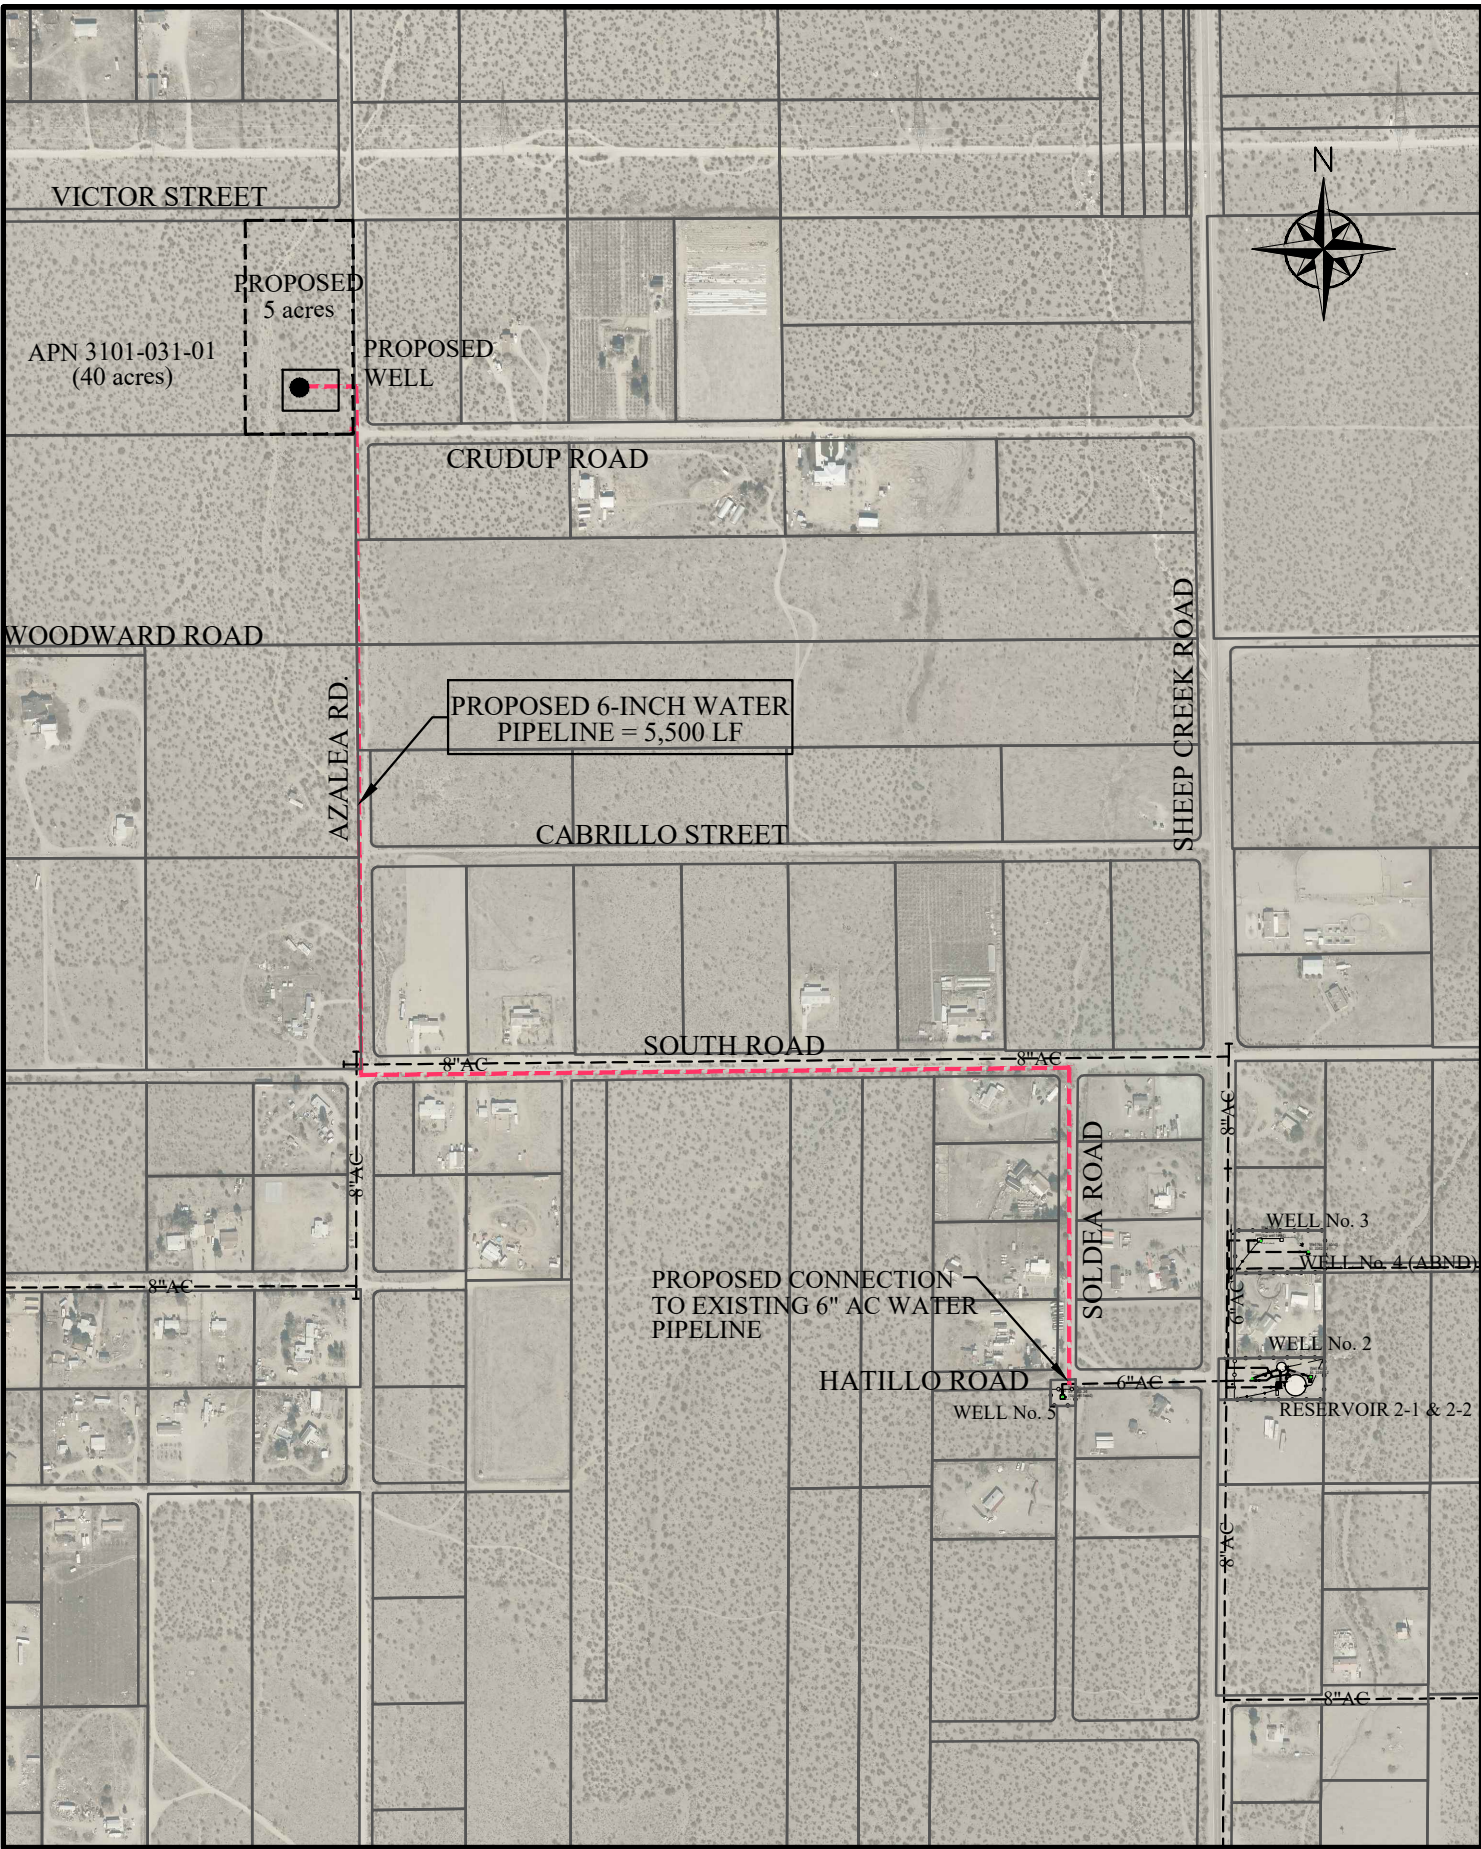 N
VICTOR STREET
PROPOSED
5 acres
APN 3101-031-01
(40 acres)
PROPOSED
WELL
CRUDUP ROAD
WOODWARD ROAD
AZALEA RD.
PROPOSED 6-INCH WATER
PIPELINE = 5,500 LF
SHEEP CREEK ROAD
CABRILLO STREET
SOUTH ROAD
8"AC
8"AC
8"AC
8"AC
SOLDEA ROAD
WELL No. 3
WELL No. 4 (ABND)
8"AC
PROPOSED CONNECTION
TO EXISTING 6" AC WATER
PIPELINE
6"AC
WELL No. 2
HATILLO ROAD
6"AC
WELL No. 5
RESERVOIR 2-1 & 2-2
8"AC
8"AC